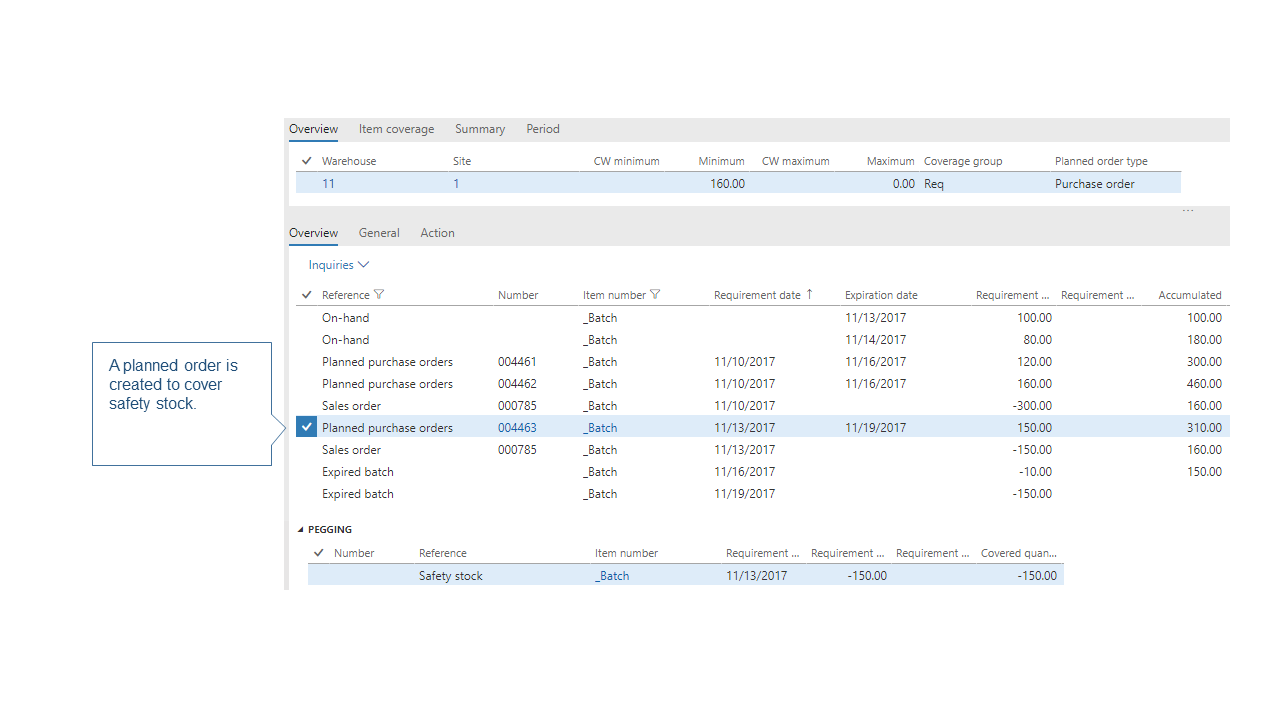 Overview Item coverage Summary Period
Warehouse Site CW minimum Minimum CW maximum Maximum Coverage group Planned order type
11 1 160.00 0.00 Req Purchase order
...
Overview General Action
Inquiries
Reference Number Item number Requirement date ↑ Expiration date Requirement ... Requirement ... Accumulated
On-hand _Batch 11/13/2017 100.00 100.00
On-hand _Batch 11/14/2017 80.00 180.00
Planned purchase orders 004461 _Batch 11/10/2017 11/16/2017 120.00 300.00
Planned purchase orders 004462 _Batch 11/10/2017 11/16/2017 160.00 460.00
Sales order 000785 _Batch 11/10/2017 -300.00 160.00
Planned purchase orders 004463 _Batch 11/13/2017 11/19/2017 150.00 310.00
Sales order 000785 _Batch 11/13/2017 -150.00 160.00
Expired batch _Batch 11/16/2017 -10.00 150.00
Expired batch _Batch 11/19/2017 -150.00
PEGGING
Number Reference Item number Requirement ... Requirement ... Requirement ... Covered quan...
Safety stock _Batch 11/13/2017 -150.00 -150.00
A planned order is
created to cover
safety stock.